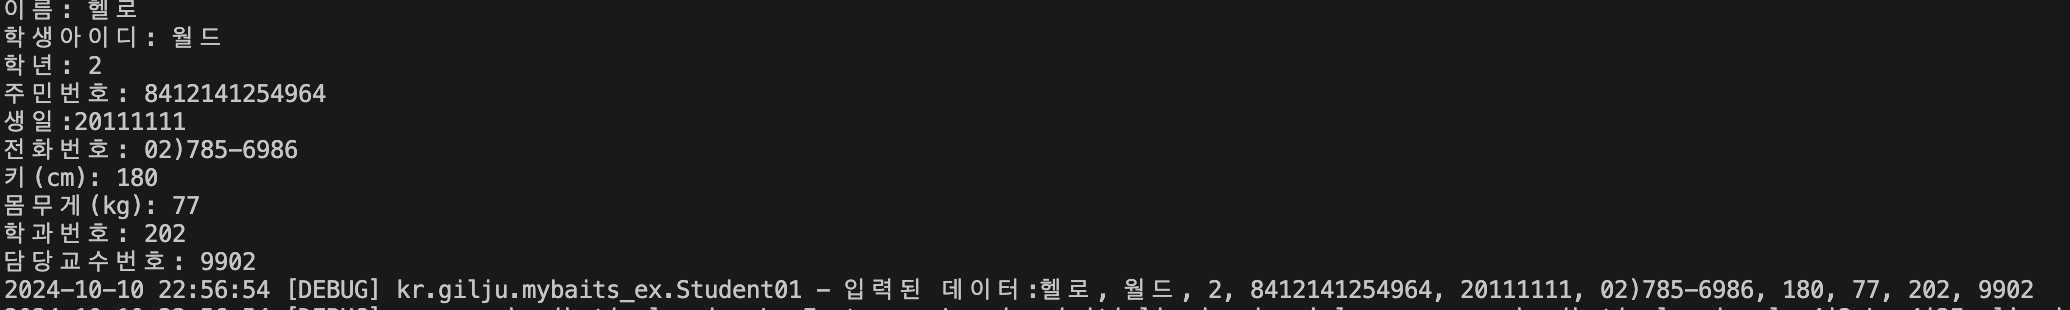 이름: 헬로
학생아이디: 월드
학년: 2
주민번호: 8412141254964
생일:20111111
전화번호: 02)785-6986
키(cm): 180
몸무게(kg): 77
학과번호: 202
담당교수번호: 9902
2024-10-10 22:56:54 [DEBUG] kr.gilju.mybaits_ex.Student01 - 입력된 데이터:헬로, 월드, 2, 8412141254964, 20111111, 02)785-6986, 180, 77, 202, 9902